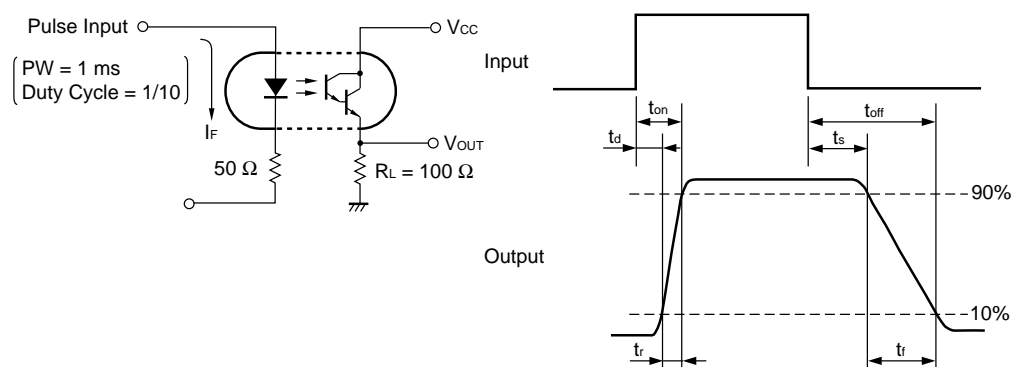 Pulse Input
PW = 1 ms
Duty Cycle = 1/10
IF
50 Ω
VCC
VOUT
RL = 100 Ω
Input
ton
toff
td
ts
90%
Output
10%
tr
tf